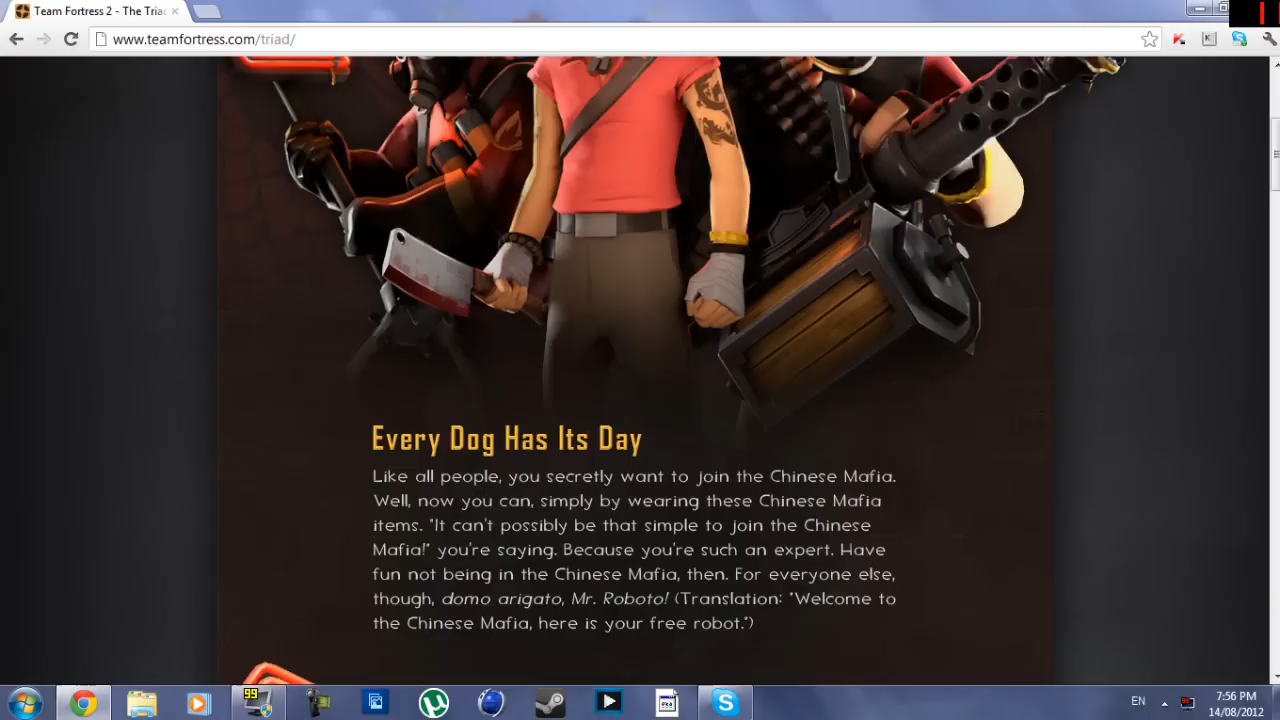 Team Fortress 2 - The Triad
www.teamfortress.com/triad/
Every Dog Has Its Day
Like all people, you secretly want to join the Chinese Mafia.
Well, now you can, simply by wearing these Chinese Mafia
items. "It can't possibly be that simple to join the Chinese
Mafia!" you're saying. Because you're such an expert. Have
fun not being in the Chinese Mafia, then. For everyone else,
though, domo arigato, Mr. Roboto! (Translation: "Welcome to
the Chinese Mafia, here is your free robot.")
99
EN
7:56 PM
14/08/2012